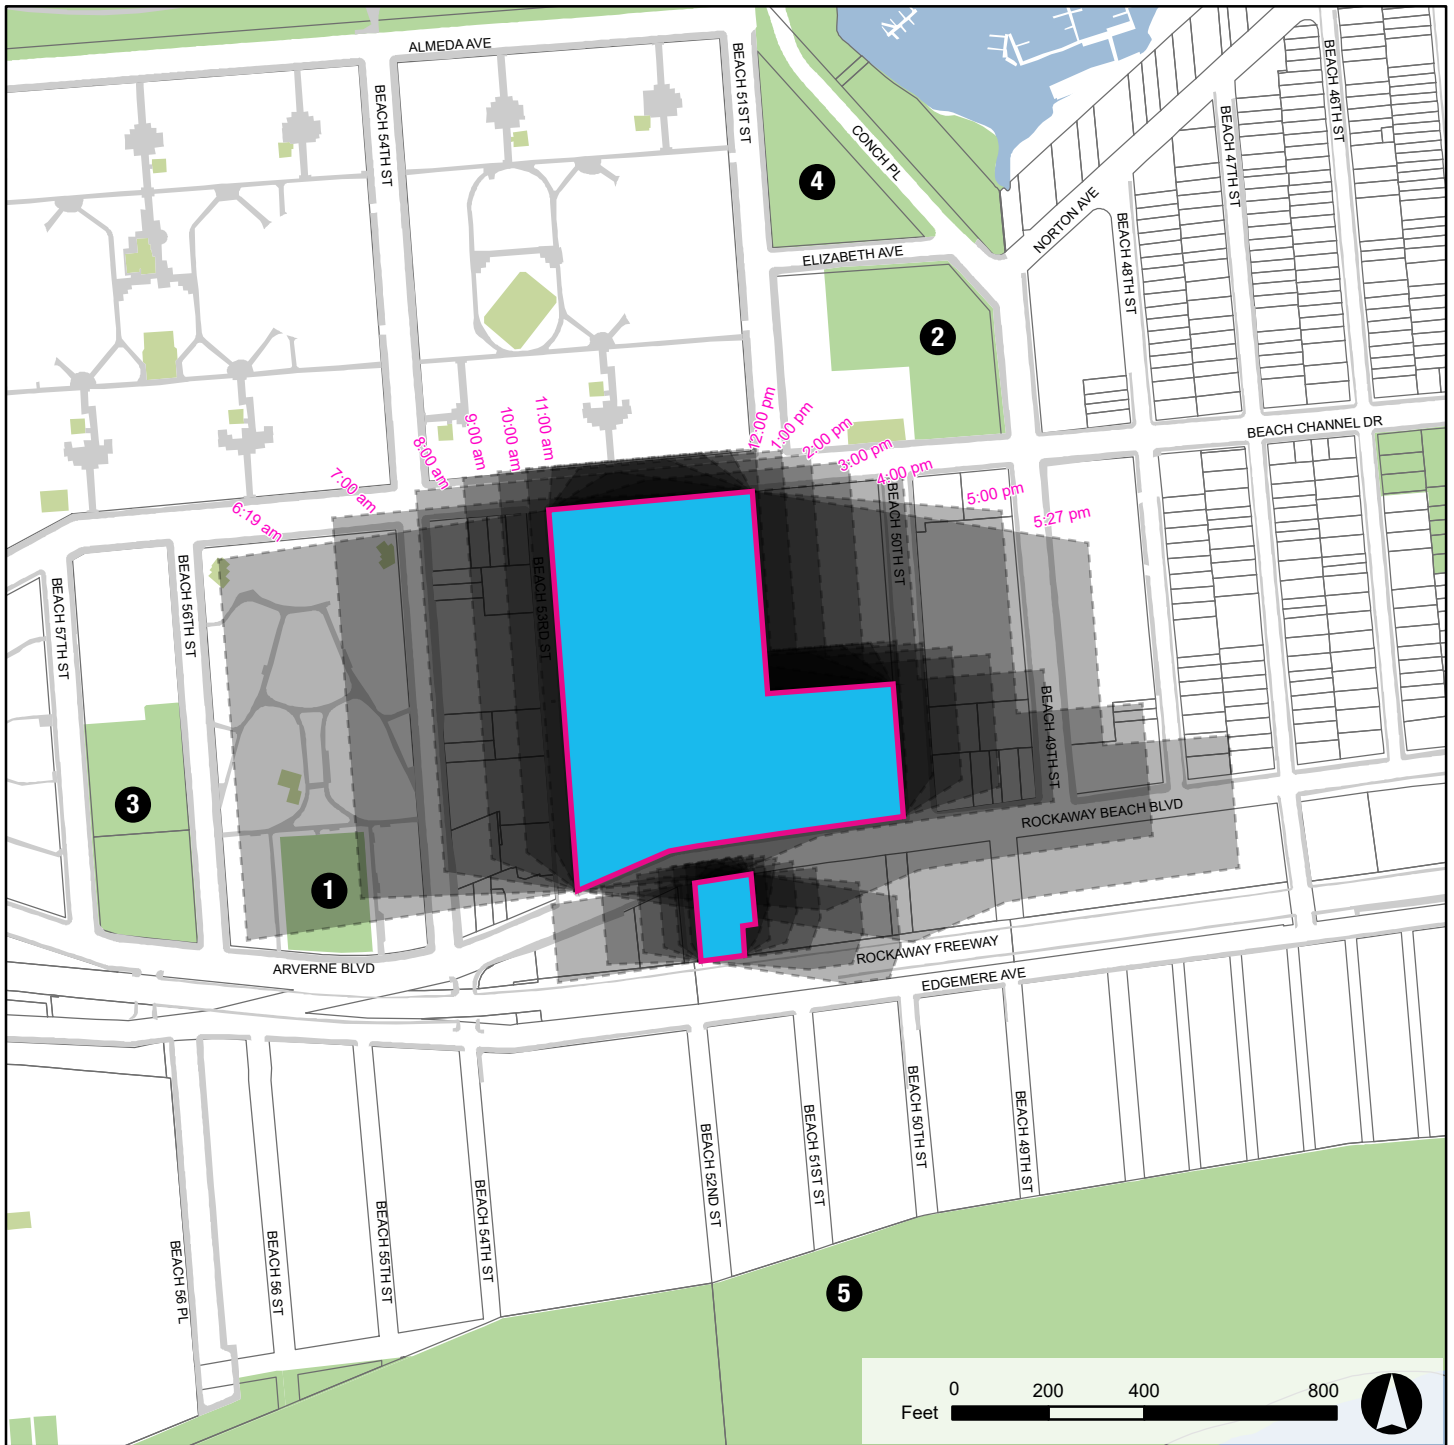 ALMEDA AVE
BEACH 54TH ST
BEACH 51ST ST
CONCH PL
4
ELIZABETH AVE
NORTON AVE
BEACH 48TH ST
BEACH 47TH ST
BEACH 46TH ST
2
BEACH CHANNEL DR
6:19 am
7:00 am
8:00 am
9:00 am
10:00 am
11:00 am
12:00 pm
1:00 pm
2:00 pm
3:00 pm
4:00 pm
5:00 pm
5:27 pm
BEACH 57TH ST
BEACH 56TH ST
BEACH 53RD ST
BEACH 50TH ST
BEACH 49TH ST
3
1
ROCKAWAY BEACH BLVD
ARVERNE BLVD
ROCKAWAY FREEWAY
EDGEMERE AVE
BEACH 56 PL
BEACH 56 ST
BEACH 55TH ST
BEACH 54TH ST
BEACH 52ND ST
BEACH 51ST ST
BEACH 50TH ST
BEACH 49TH ST
5
0 200 400 800
Feet